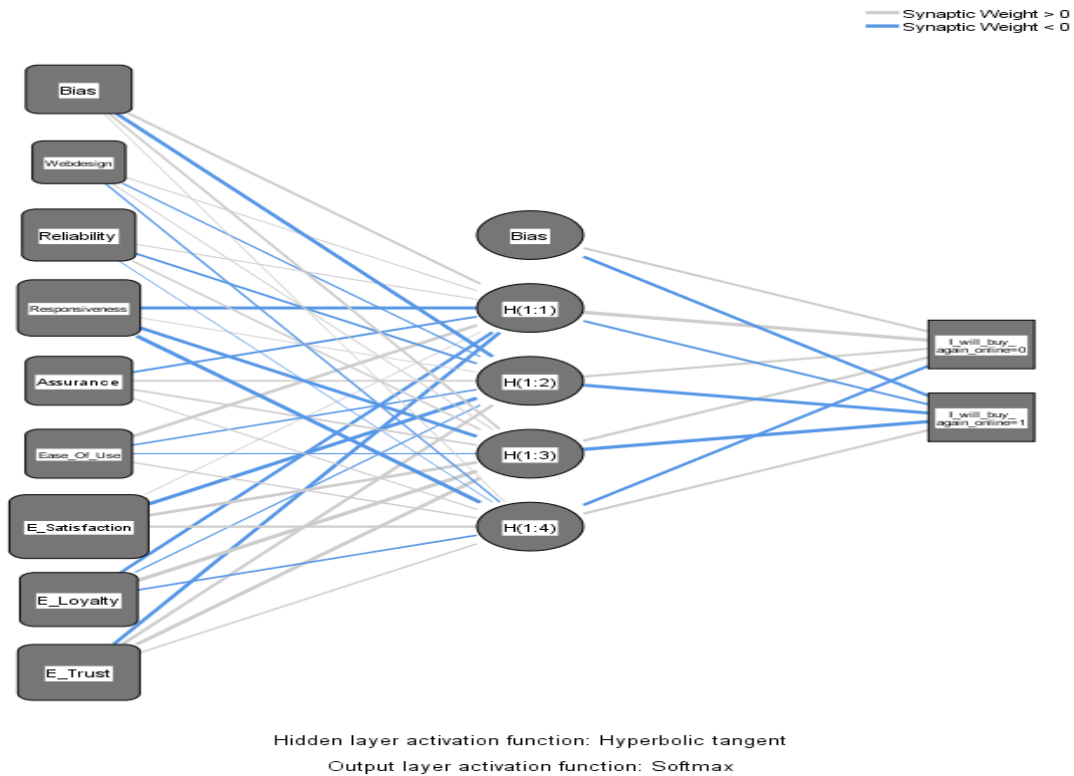 Synaptic Weight > 0
Synaptic Weight < 0
Bias
Webdesign
Reliability
Responsiveness
Assurance
Ease_Of_Use
E_Satisfaction
E_Loyalty
E_Trust
Bias
H(1:1)
H(1:2)
H(1:3)
H(1:4)
I_will_buy_
again_online=0
I_will_buy_
again_online=1
Hidden layer activation function: Hyperbolic tangent
Output layer activation function: Softmax